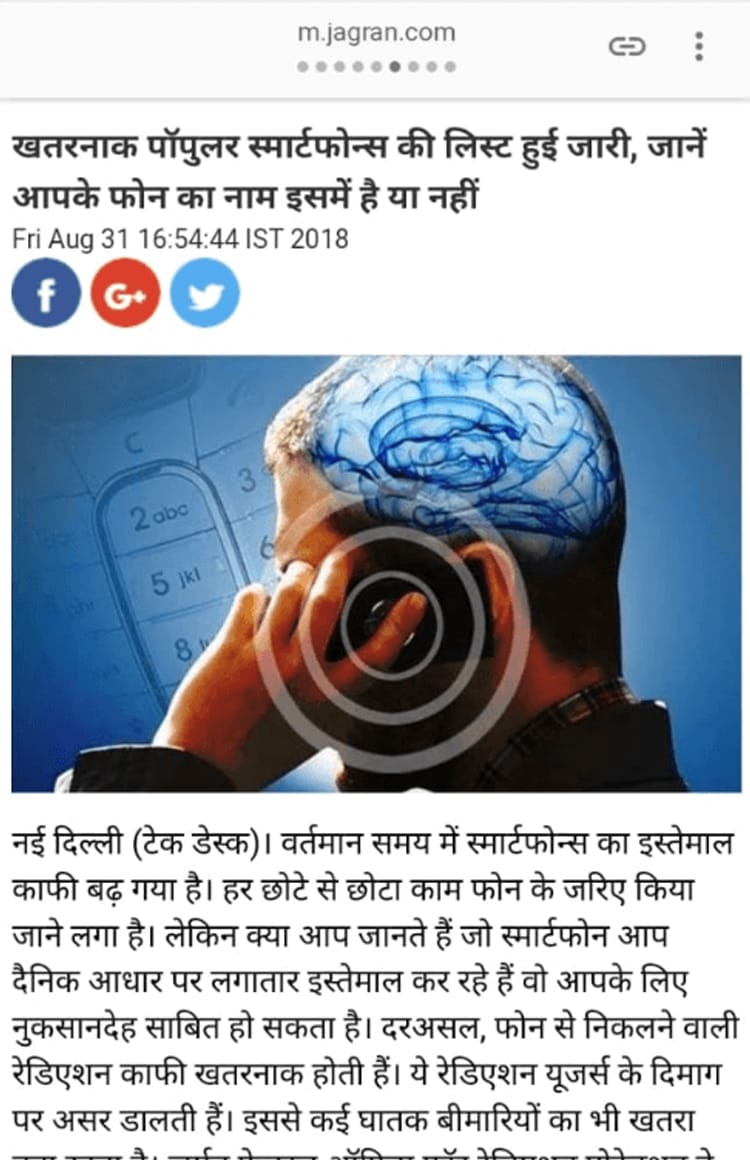 m.jagran.com
खतरनाक पॉपुलर स्मार्टफोन्स की लिस्ट हुई जारी, जानें
आपके फोन का नाम इसमें है या नहीं
Fri Aug 31 16:54:44 IST 2018
f G+
C
3
2 abc
6
5 jkl
8
नई दिल्ली (टेक डेस्क)। वर्तमान समय में स्मार्टफोन्स का इस्तेमाल
काफी बढ़ गया है। हर छोटे से छोटा काम फोन के जरिए किया
जाने लगा है। लेकिन क्या आप जानते हैं जो स्मार्टफोन आप
दैनिक आधार पर लगातार इस्तेमाल कर रहे हैं वो आपके लिए
नुकसानदेह साबित हो सकता है। दरअसल, फोन से निकलने वाली
रेडिएशन काफी खतरनाक होती हैं। ये रेडिएशन यूजर्स के दिमाग
पर असर डालती हैं। इससे कई घातक बीमारियों का भी खतरा